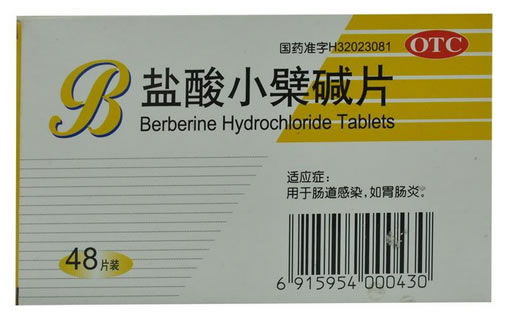 国药准字H32023081
OTC
B
盐酸小檗碱片
Berberine Hydrochloride Tablets
适应症:
用于肠道感染,如胃肠炎。
48片装
6 915954 000430